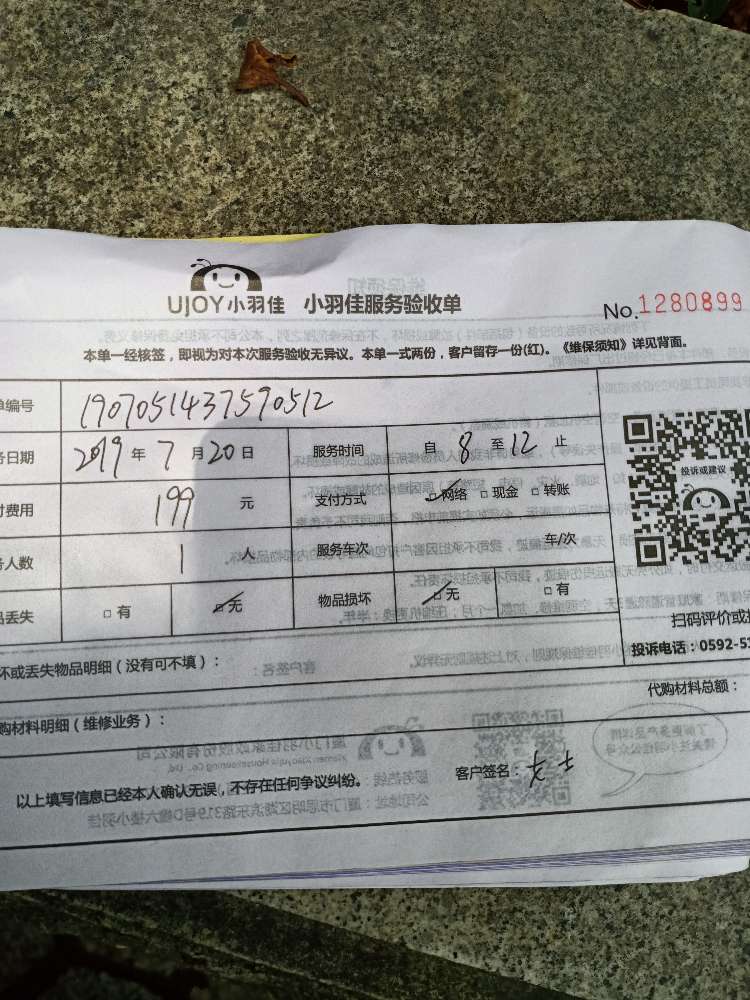 UJOY小羽佳 小羽佳服务验收单
No.1280899
本单一经核签，即视为对本次服务验收无异议。本单一式两份，客户留存一份(红)。《维保须知》详见背面。
单编号 1907051437590512
务日期 2019 年 7 月 20 日 服务时间 自 8 至 12 止
付费用 199 元 支付方式 □网络 □现金 □转账
务人数 1 人 服务车次 车/次
品丢失 □有 □无 物品损坏 □无 □有
投诉或建议
扫码评价或投
投诉电话：0592-52
坏或丢失物品明细（没有可不填）：
代购材料总额：
购材料明细（维修业务）：
以上填写信息已经本人确认无误，不存在任何争议纠纷。
客户签名：